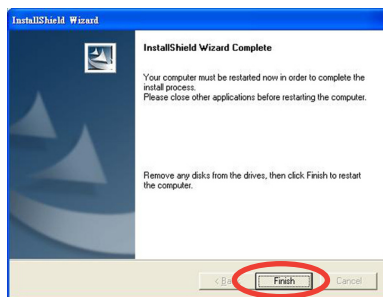 InstallShield Wizard
InstallShield Wizard Complete
Your computer must be restarted now in order to complete the
install process.
Please close other applications before restarting the computer.
Remove any disks from the drives, then click Finish to restart
the computer.
< Ba Finish Cancel